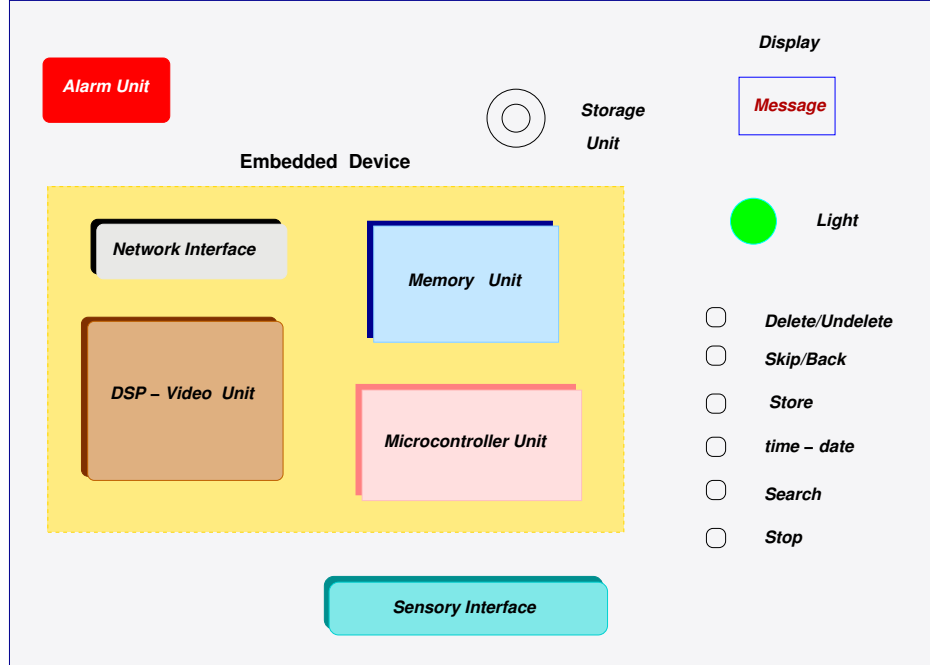 Display
Alarm Unit
Message
Storage
Unit
Embedded Device
Light
Network Interface
Memory Unit
Delete/Undelete
Skip/Back
DSP – Video Unit
Store
Microcontroller Unit
time – date
Search
Stop
Sensory Interface